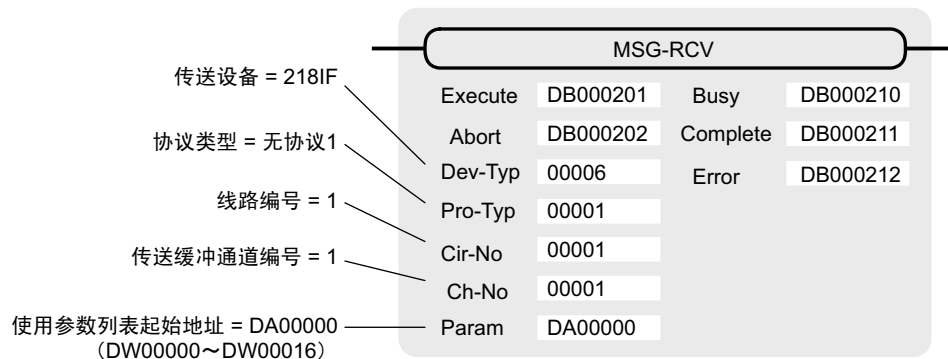 MSG-RCV
传送设备 = 218IF
Execute DB000201 Busy DB000210
协议类型 = 无协议1
Abort DB000202 Complete DB000211
Dev-Typ 00006 Error DB000212
线路编号 = 1
Pro-Typ 00001
传送缓冲通道编号 = 1
Cir-No 00001
Ch-No 00001
使用参数列表起始地址 = DA00000
Param DA00000
（DW00000～DW00016）